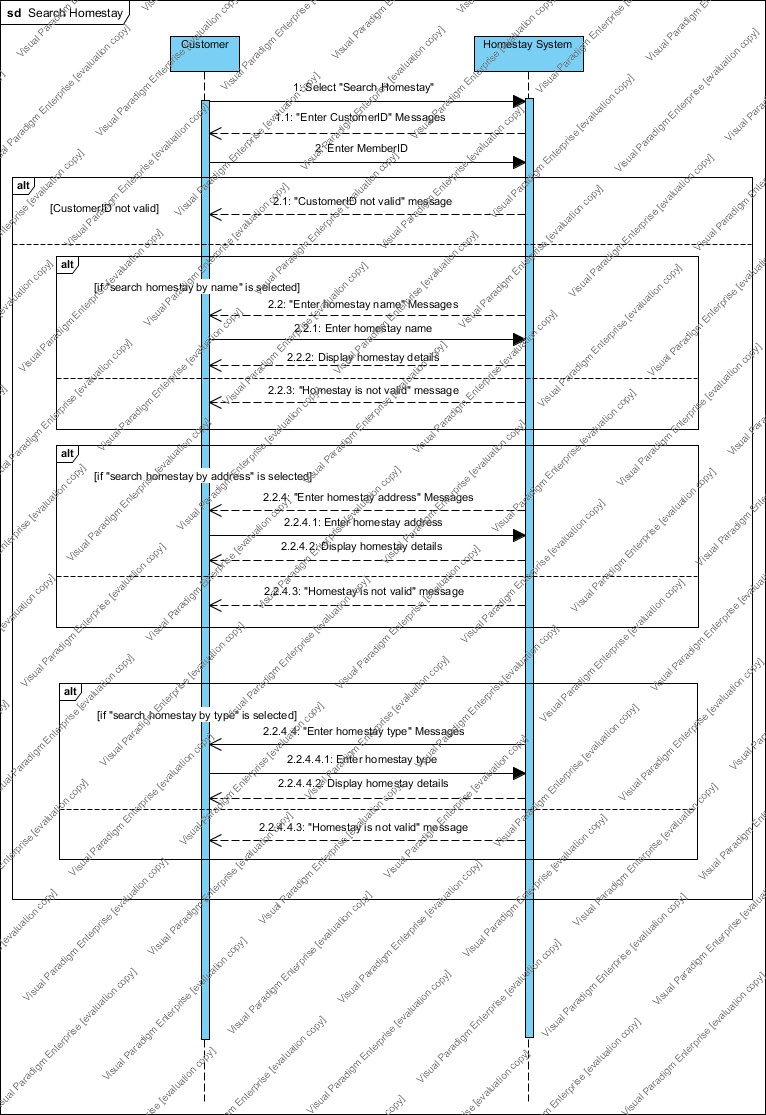 sd Search Homestay
Customer
Homestay System
1: Select "Search Homestay"
1.1: "Enter CustomerID" Messages
2: Enter MemberID
alt
[CustomerID not valid]
2.1: "CustomerID not valid" message
alt
[if "search homestay by name" is selected]
2.2: "Enter homestay name" Messages
2.2.1: Enter homestay name
2.2.2: Display homestay details
2.2.3: "Homestay is not valid" message
alt
[if "search homestay by address" is selected]
2.2.4: "Enter homestay address" Messages
2.2.4.1: Enter homestay address
2.2.4.2: Display homestay details
2.2.4.3: "Homestay is not valid" message
alt
[if "search homestay by type" is selected]
2.2.4.4: "Enter homestay type" Messages
2.2.4.4.1: Enter homestay type
2.2.4.4.2: Display homestay details
2.2.4.4.3: "Homestay is not valid" message
Visual Paradigm Enterprise [evaluation copy]